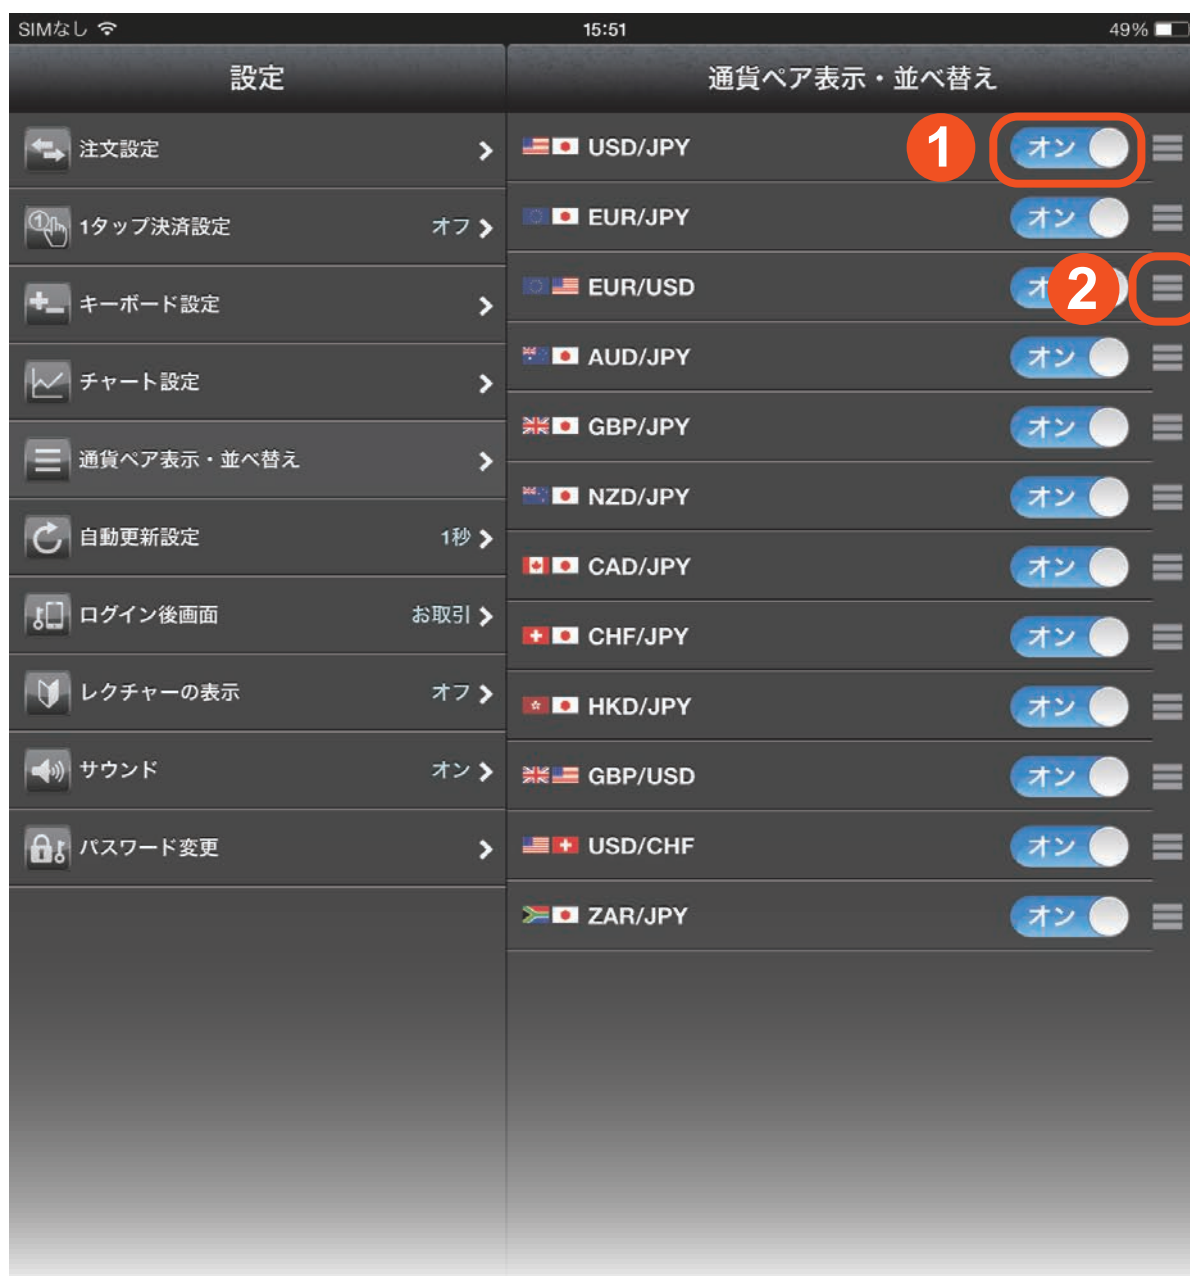 SIMなし 15:51 49%
設定
注文設定
1タップ決済設定 オフ
キーボード設定
チャート設定
通貨ペア表示・並べ替え
自動更新設定 1秒
ログイン後画面 お取引
レクチャーの表示 オフ
サウンド オン
パスワード変更
通貨ペア表示・並べ替え
USD/JPY 1 オン
EUR/JPY オン
EUR/USD オ 2
AUD/JPY オン
GBP/JPY オン
NZD/JPY オン
CAD/JPY オン
CHF/JPY オン
HKD/JPY オン
GBP/USD オン
USD/CHF オン
ZAR/JPY オン